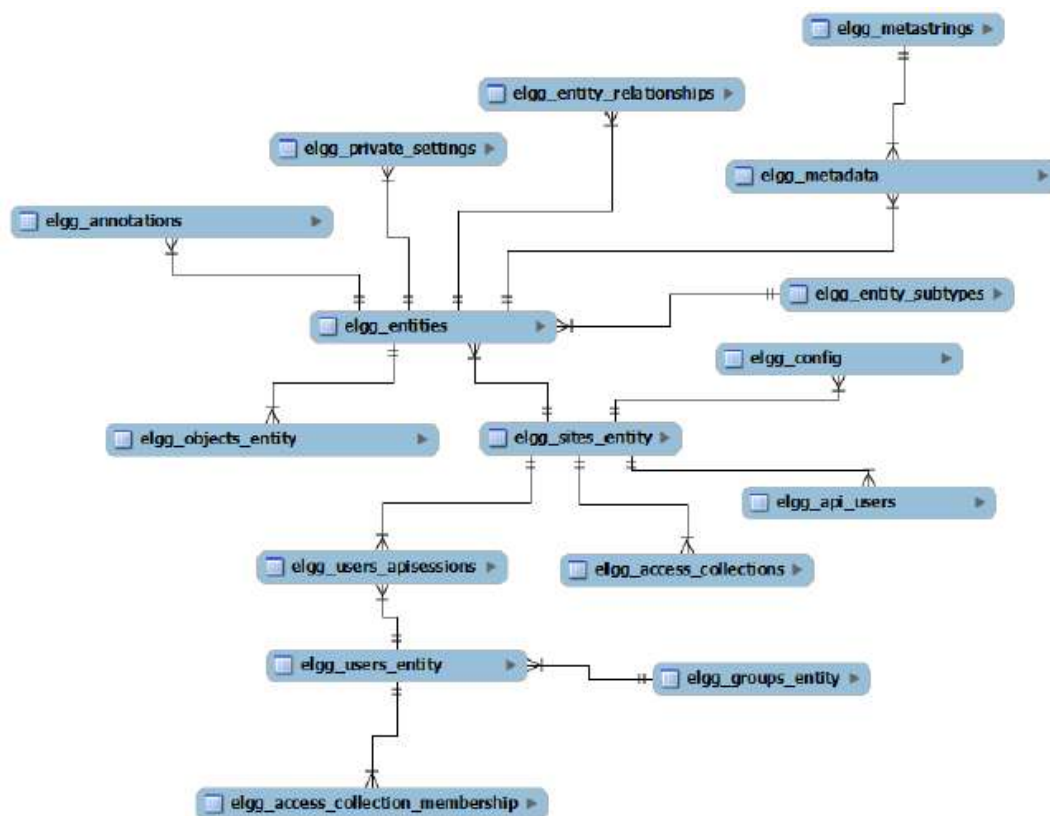 elgg_metastrings
elgg_entity_relationships
elgg_private_settings
elgg_metadata
elgg_annotations
elgg_entity_subtypes
elgg_entities
elgg_config
elgg_objects_entity
elgg_sites_entity
elgg_api_users
elgg_users_apisessions
elgg_access_collections
elgg_users_entity
elgg_groups_entity
elgg_access_collection_membership